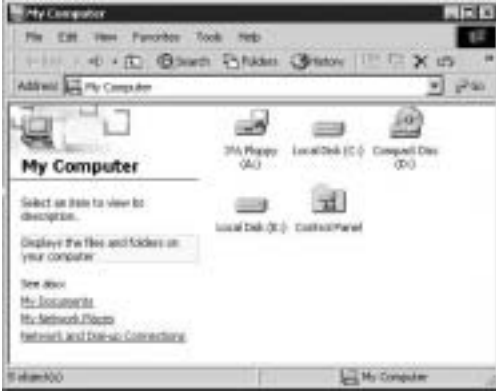 My Computer
File Edit View Favorites Tools Help
Search Folders History
Address My Computer Go
My Computer
Select an item to view its
description.
Displays the files and folders on
your computer
See also:
My Documents
My Network Places
Network and Dial-up Connections
3½ Floppy
(A:)
Local Disk (C:)
Compact Disc
(D:)
Local Disk (E:)
Control Panel
object(s)
My Computer